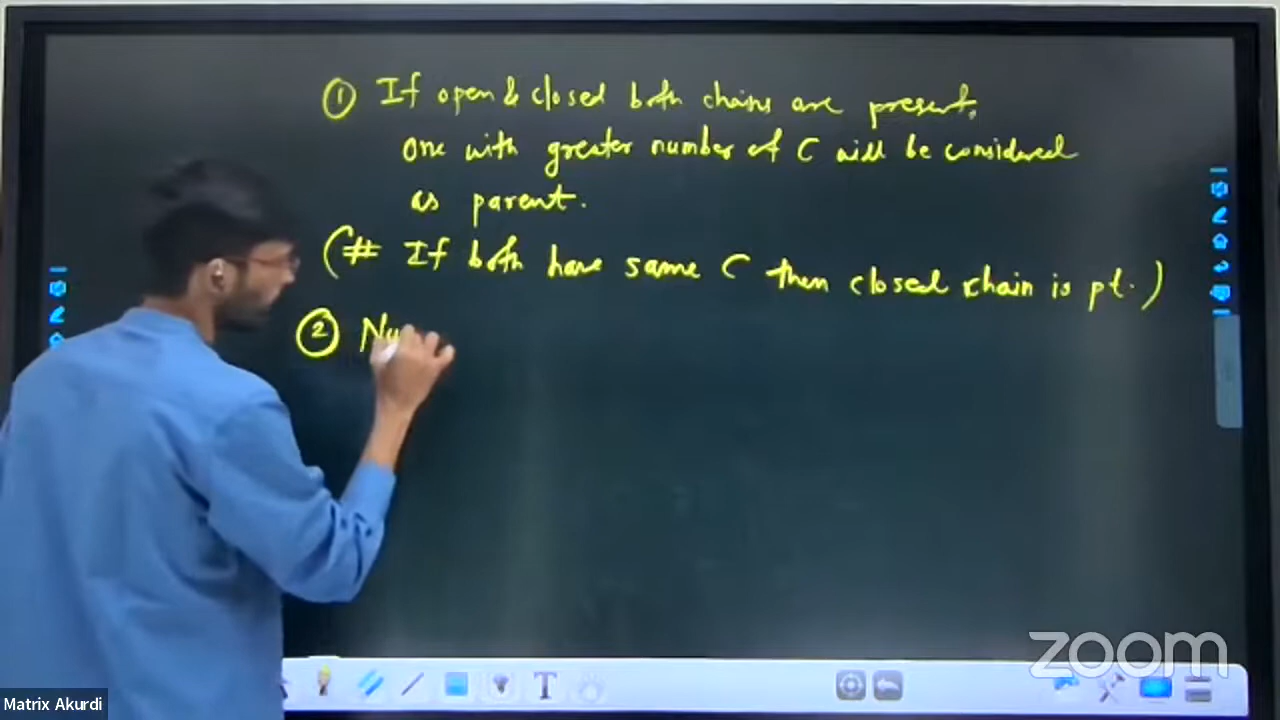 ① If open & closed both chains are present,
one with greater number of C will be considered
as parent.
(# If both have same C then closed chain is pt.)
② Nu
T
zoom
Matrix Akurdi